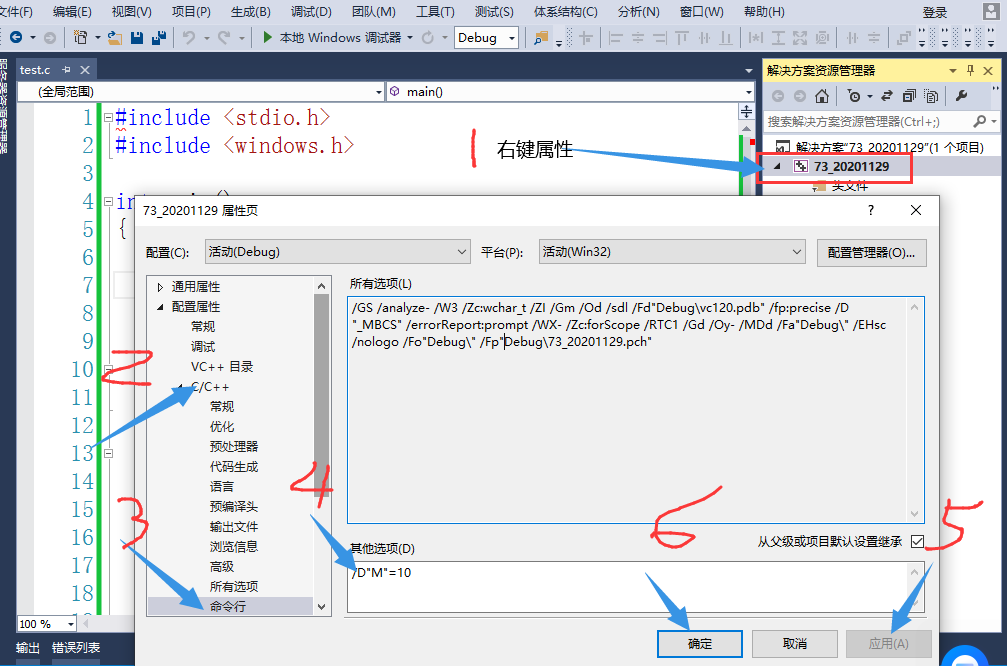 文件(F) 编辑(E) 视图(V) 项目(P) 生成(B) 调试(D) 团队(M) 工具(T) 测试(S) 体系结构(C) 分析(N) 窗口(W) 帮助(H) 登录
本地 Windows 调试器 Debug
test.c
(全局范围) main()
解决方案资源管理器
搜索解决方案资源管理器(Ctrl+;)
解决方案"73_20201129"(1 个项目)
73_20201129
头文件
1 #include <stdio.h>
2 #include <windows.h>
3
4
5 {
6
7
8
9
10
11
12
13
14
15
16
17
18
1 右键属性
2
3
4
5
6
73_20201129 属性页
配置(C): 活动(Debug) 平台(P): 活动(Win32) 配置管理器(O)...
通用属性
配置属性
常规
调试
VC++ 目录
C/C++
常规
优化
预处理器
代码生成
语言
预编译头
输出文件
浏览信息
高级
所有选项
命令行
所有选项(L)
/GS /analyze- /W3 /Zc:wchar_t /ZI /Gm /Od /sdl /Fd"Debug\vc120.pdb" /fp:precise /D
"_MBCS" /errorReport:prompt /WX- /Zc:forScope /RTC1 /Gd /Oy- /MDd /Fa"Debug\" /EHsc
/nologo /Fo"Debug\" /Fp"Debug\73_20201129.pch"
从父级或项目默认设置继承
其他选项(D)
/D"M"=10
确定 取消 应用(A)
100 %
输出 错误列表